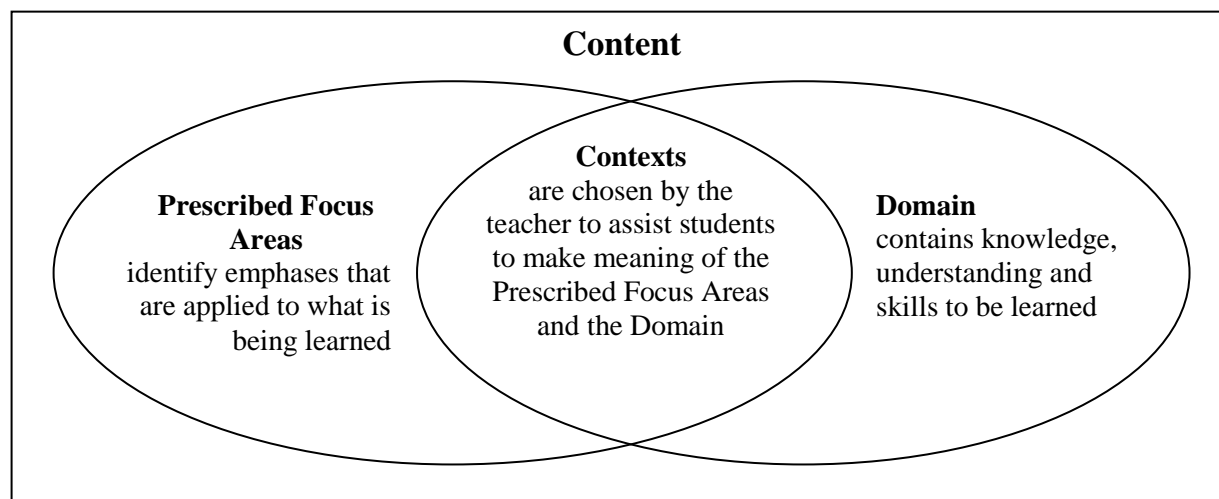 Content
Prescribed Focus
Areas
identify emphases that
are applied to what is
being learned
Contexts
are chosen by the
teacher to assist students
to make meaning of the
Prescribed Focus Areas
and the Domain
Domain
contains knowledge,
understanding and
skills to be learned